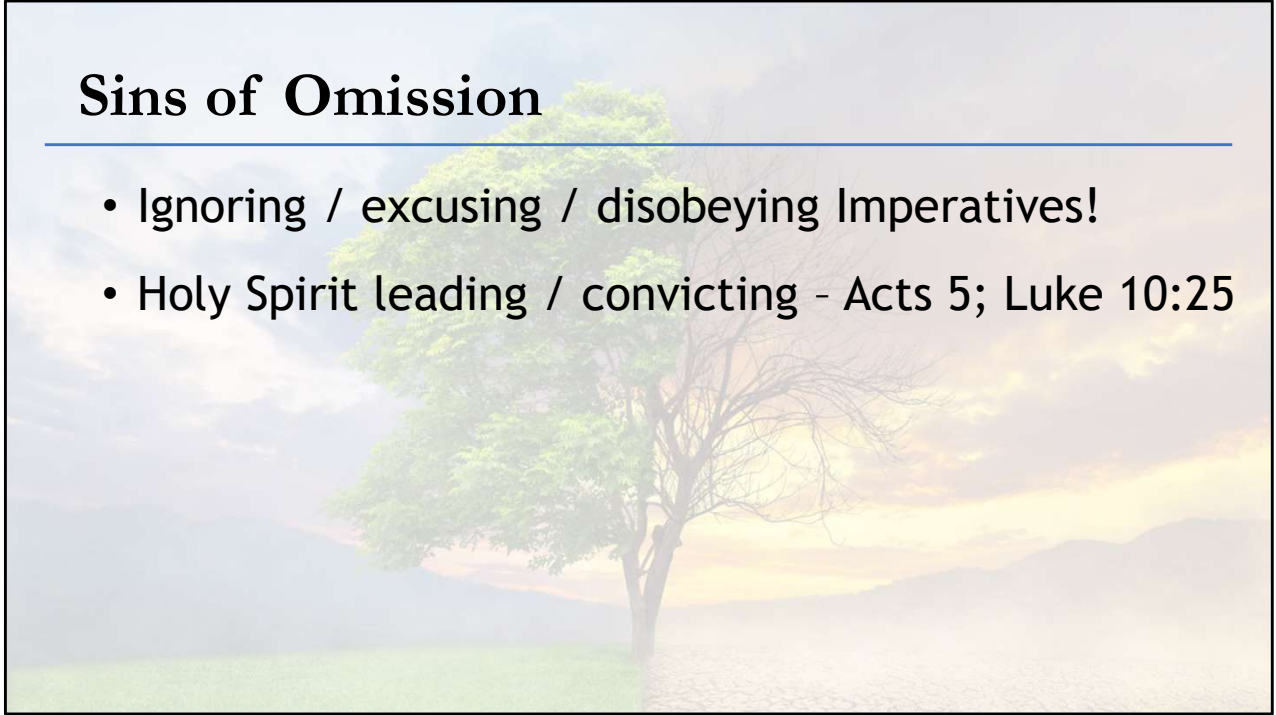 Sins of Omission
• Ignoring / excusing / disobeying Imperatives!
• Holy Spirit leading / convicting – Acts 5; Luke 10:25